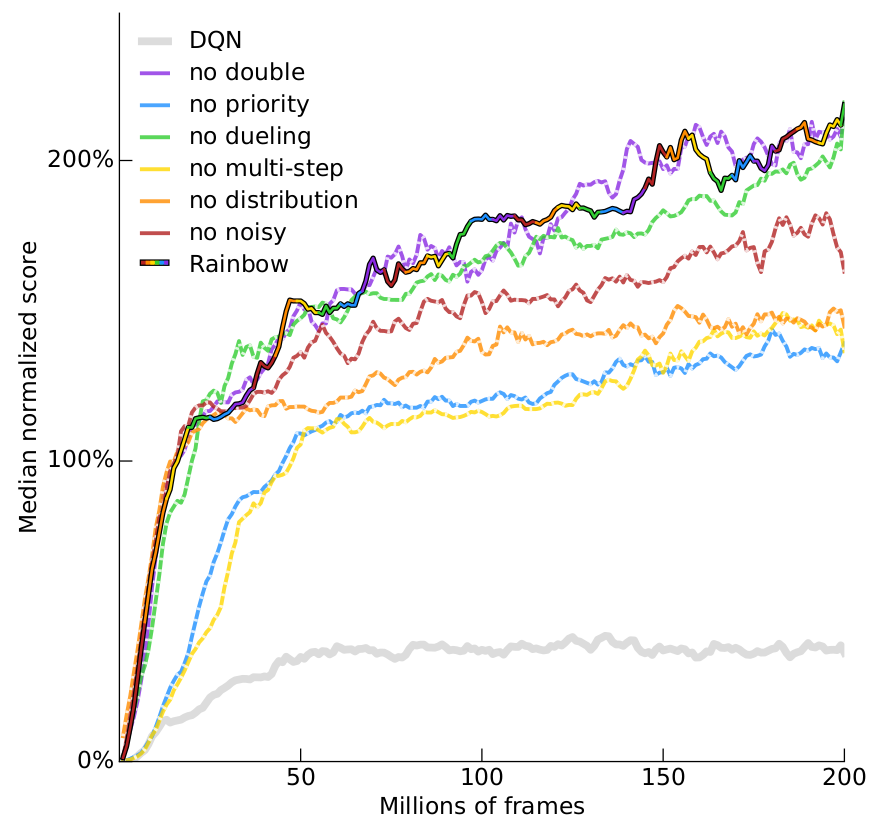 DQN
no double
no priority
no dueling
no multi-step
no distribution
no noisy
Rainbow
200%
100%
0%
50
100
150
200
Median normalized score
Millions of frames